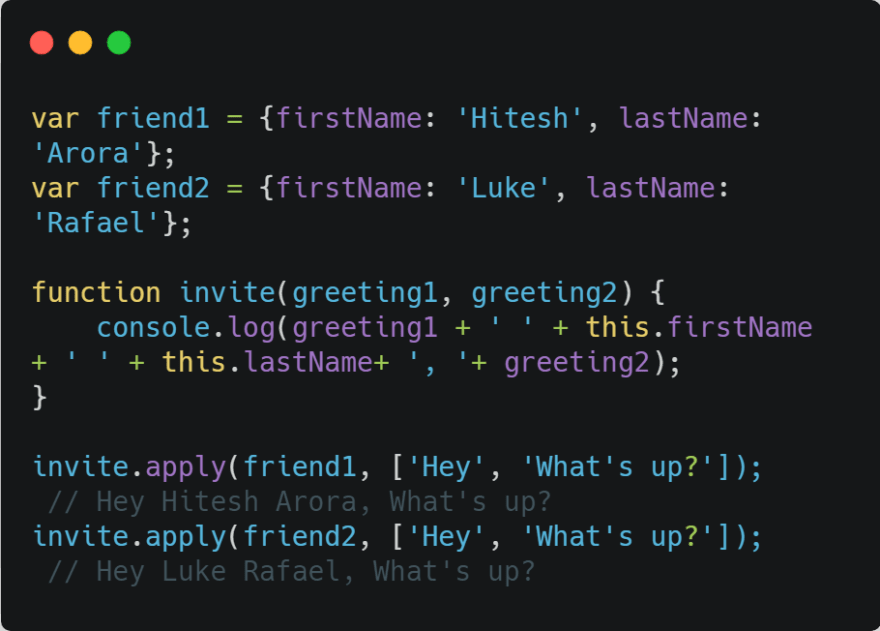 var friend1 = {firstName: 'Hitesh', lastName:
'Arora'};
var friend2 = {firstName: 'Luke', lastName:
'Rafael'};
function invite(greeting1, greeting2) {
    console.log(greeting1 + ' ' + this.firstName
+ ' ' + this.lastName+ ', '+ greeting2);
}
invite.apply(friend1, ['Hey', 'What's up?']);
 // Hey Hitesh Arora, What's up?
invite.apply(friend2, ['Hey', 'What's up?']);
 // Hey Luke Rafael, What's up?